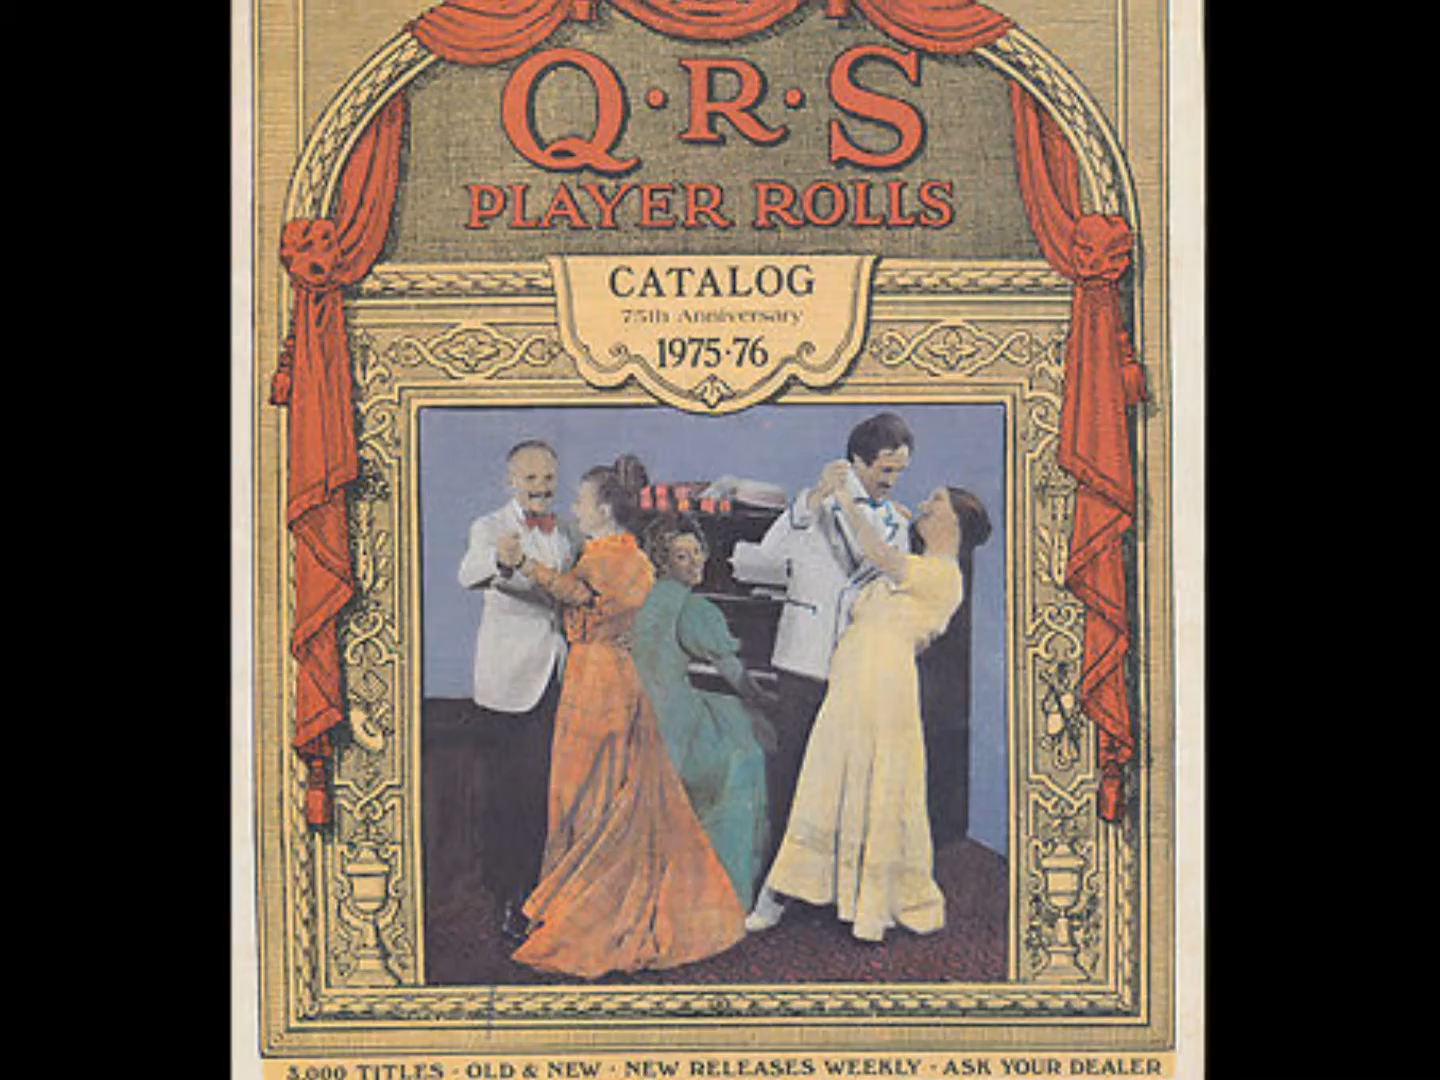 Q·R·S
PLAYER ROLLS
CATALOG
75th Anniversary
1975·76
3,000 TITLES · OLD & NEW · NEW RELEASES WEEKLY · ASK YOUR DEALER